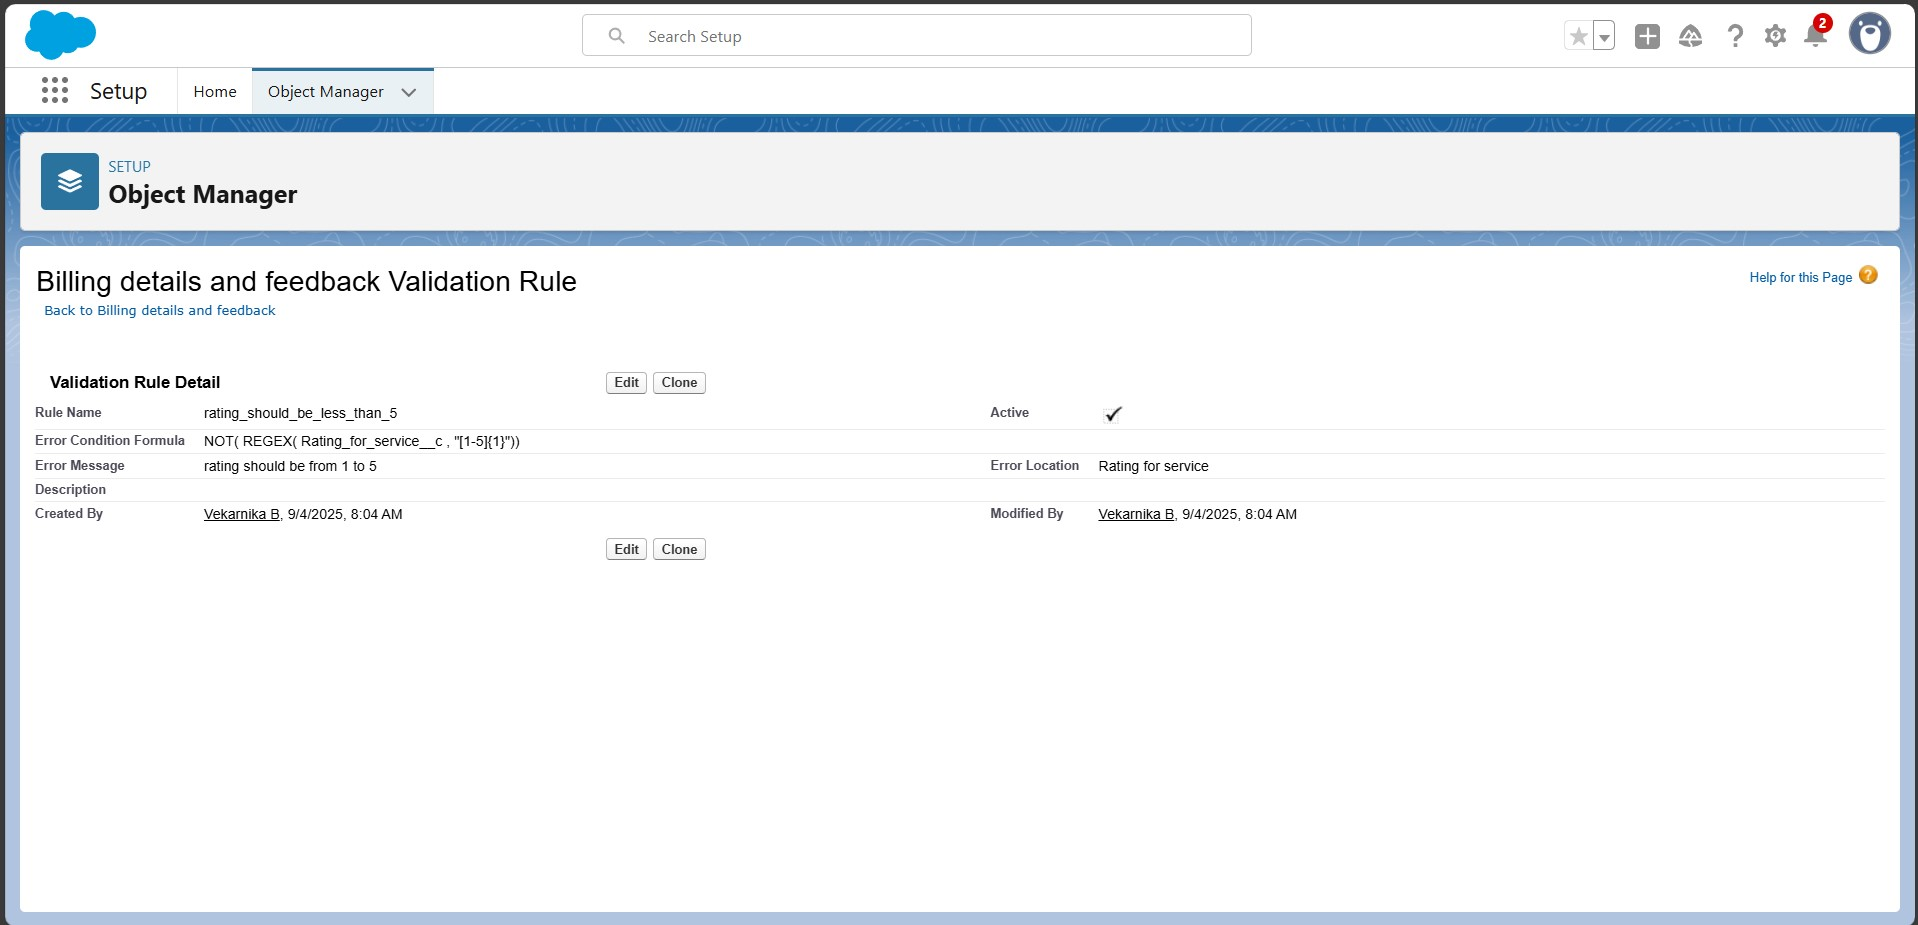 Search Setup
2
Setup
Home
Object Manager
SETUP
Object Manager
Billing details and feedback Validation Rule
Help for this Page ?
Back to Billing details and feedback
Validation Rule Detail
Edit
Clone
Rule Name
rating_should_be_less_than_5
Active
Error Condition Formula
NOT( REGEX( Rating_for_service__c , "[1-5]{1}"))
Error Message
rating should be from 1 to 5
Error Location
Rating for service
Description
Created By
Vekarnika B, 9/4/2025, 8:04 AM
Modified By
Vekarnika B, 9/4/2025, 8:04 AM
Edit
Clone